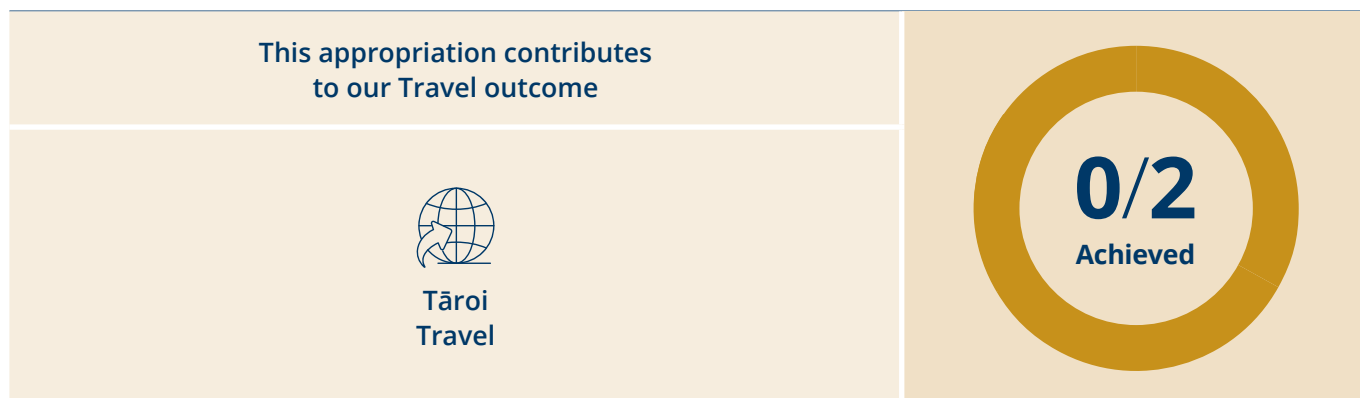 This appropriation contributes
to our Travel outcome
Tāroi
Travel
0/2
Achieved